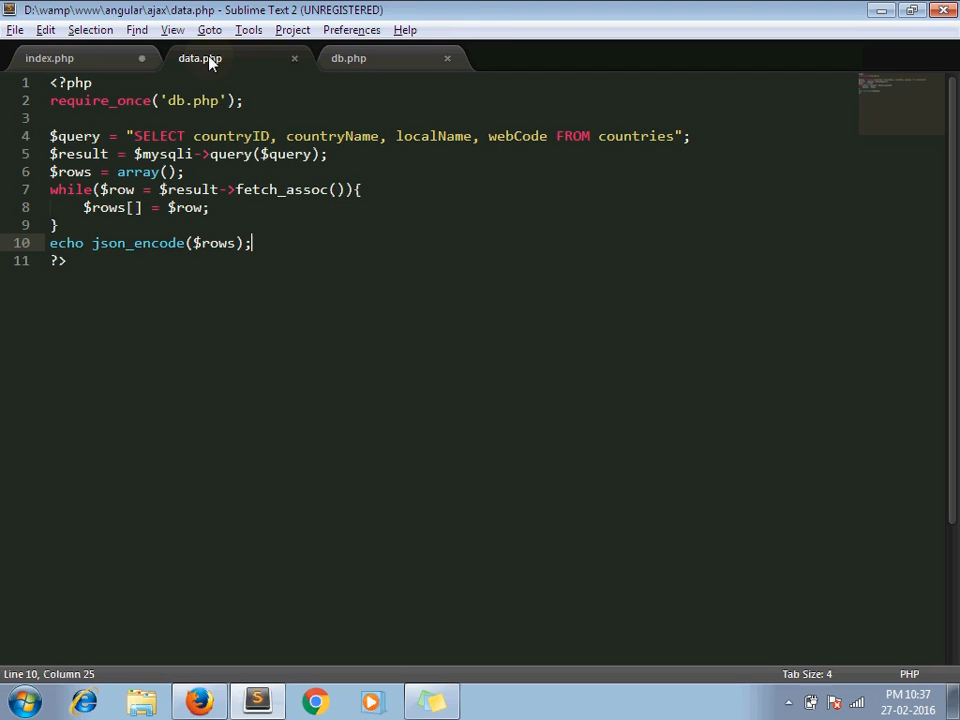 D:\wamp\www\angular\ajax\data.php - Sublime Text 2 (UNREGISTERED)
File Edit Selection Find View Goto Tools Project Preferences Help
index.php data.php × db.php ×
1 <?php
2 require_once('db.php');
3
4 $query = "SELECT countryID, countryName, localName, webCode FROM countries";
5 $result = $mysqli->query($query);
6 $rows = array();
7 while($row = $result->fetch_assoc()){
8 $rows[] = $row;
9 }
10 echo json_encode($rows);
11 ?>
Line 10, Column 25 Tab Size: 4 PHP
PM 10:37
27-02-2016